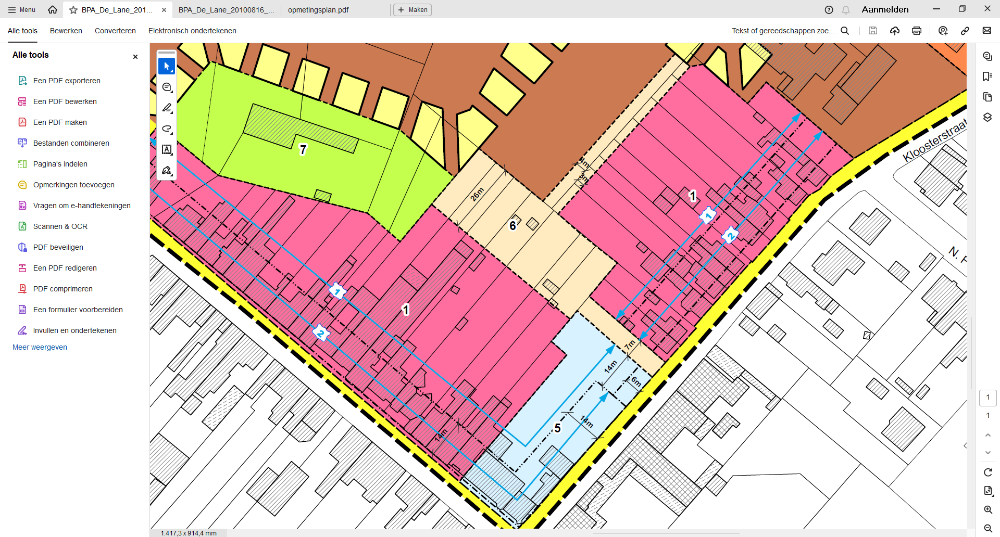 Menu
BPA_De_Lane_201...
BPA_De_Lane_20100816_...
opmetingsplan.pdf
Maken
Aanmelden
Alle tools
Bewerken
Converteren
Elektronisch ondertekenen
Tekst of gereedschappen zoe...
Alle tools
Een PDF exporteren
Een PDF bewerken
Een PDF maken
Bestanden combineren
Pagina's indelen
Opmerkingen toevoegen
Vragen om e-handtekeningen
Scannen & OCR
PDF beveiligen
Een PDF redigeren
PDF comprimeren
Een formulier voorbereiden
Invullen en ondertekenen
Meer weergeven
Kloosterstraat
7
4m
3m
26m
1
1
6
2
N. F
1
1
2
7m
14m
6m
14m
5
14m
1
1
1.417,3 x 914,4 mm